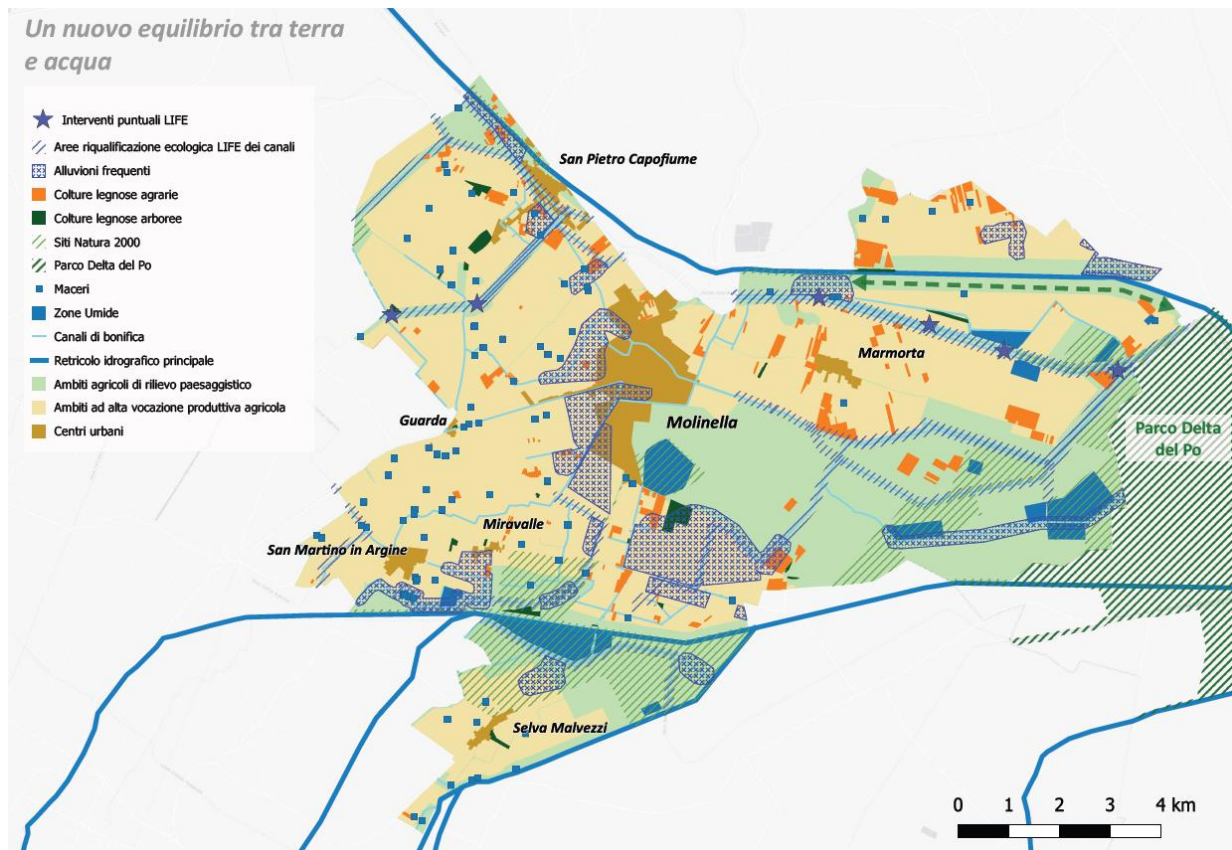 Un nuovo equilibrio tra terra
e acqua
Interventi puntuali LIFE
Aree riqualificazione ecologica LIFE dei canali
Alluvioni frequenti
Colture legnose agrarie
Colture legnose arboree
Siti Natura 2000
Parco Delta del Po
Maceri
Zone Umide
Canali di bonifica
Retricolo idrografico principale
Ambiti agricoli di rilievo paesaggistico
Ambiti ad alta vocazione produttiva agricola
Centri urbani
San Pietro Capofiume
Marmorta
Guarda
Molinella
Parco Delta
del Po
Miravalle
San Martino in Argine
Selva Malvezzi
0 1 2 3 4 km